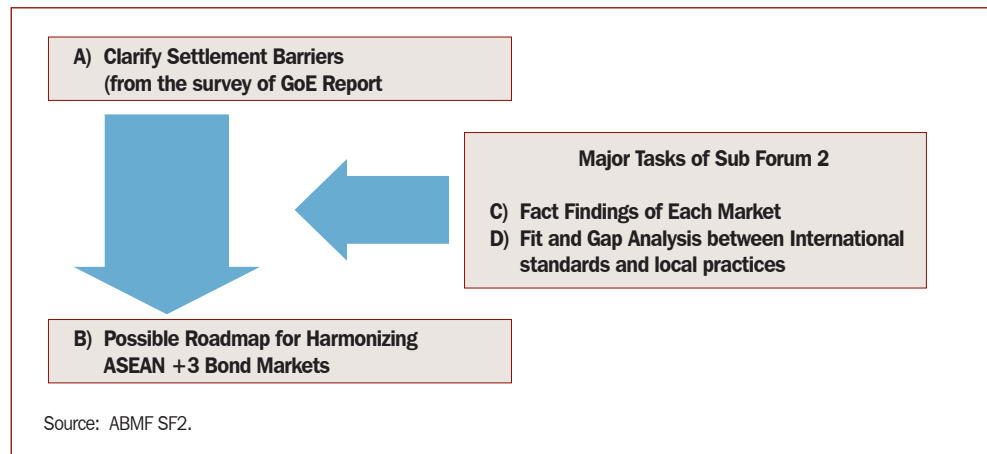 A) Clarify Settlement Barriers
(from the survey of GoE Report
Major Tasks of Sub Forum 2
C) Fact Findings of Each Market
D) Fit and Gap Analysis between International
standards and local practices
B) Possible Roadmap for Harmonizing
ASEAN +3 Bond Markets
Source: ABMF SF2.